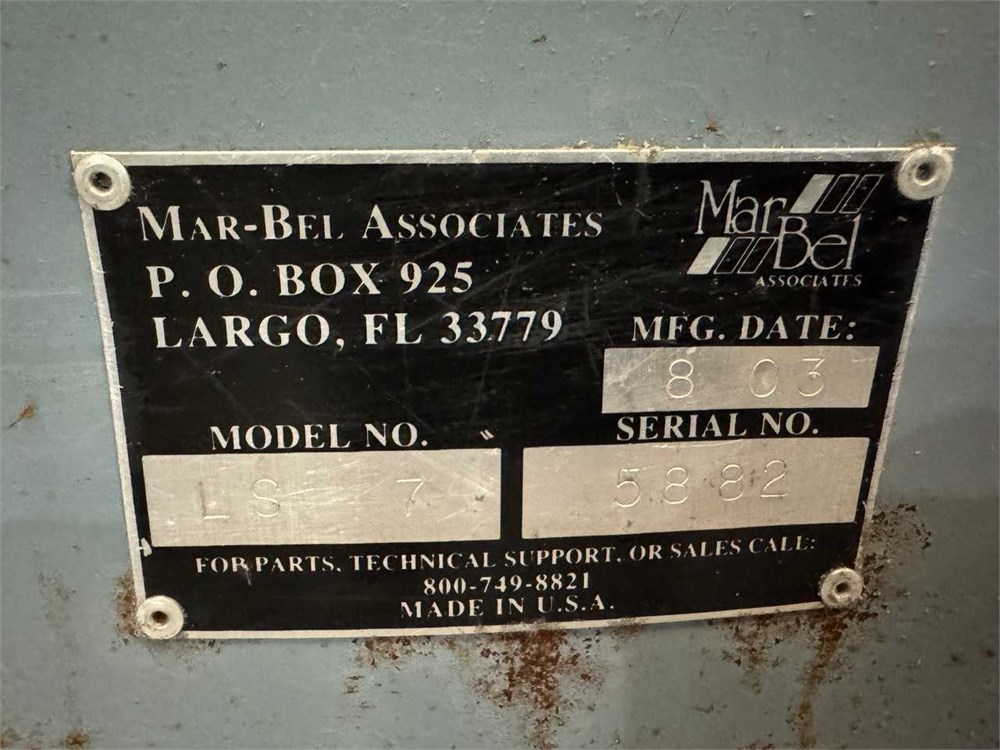 MAR-BEL ASSOCIATES
P. O. BOX 925
LARGO, FL 33779
Mar Bel
ASSOCIATES
MFG. DATE:
8 03
MODEL NO.
LS 7
SERIAL NO.
5882
FOR PARTS, TECHNICAL SUPPORT, OR SALES CALL:
800-749-8821
MADE IN U.S.A.